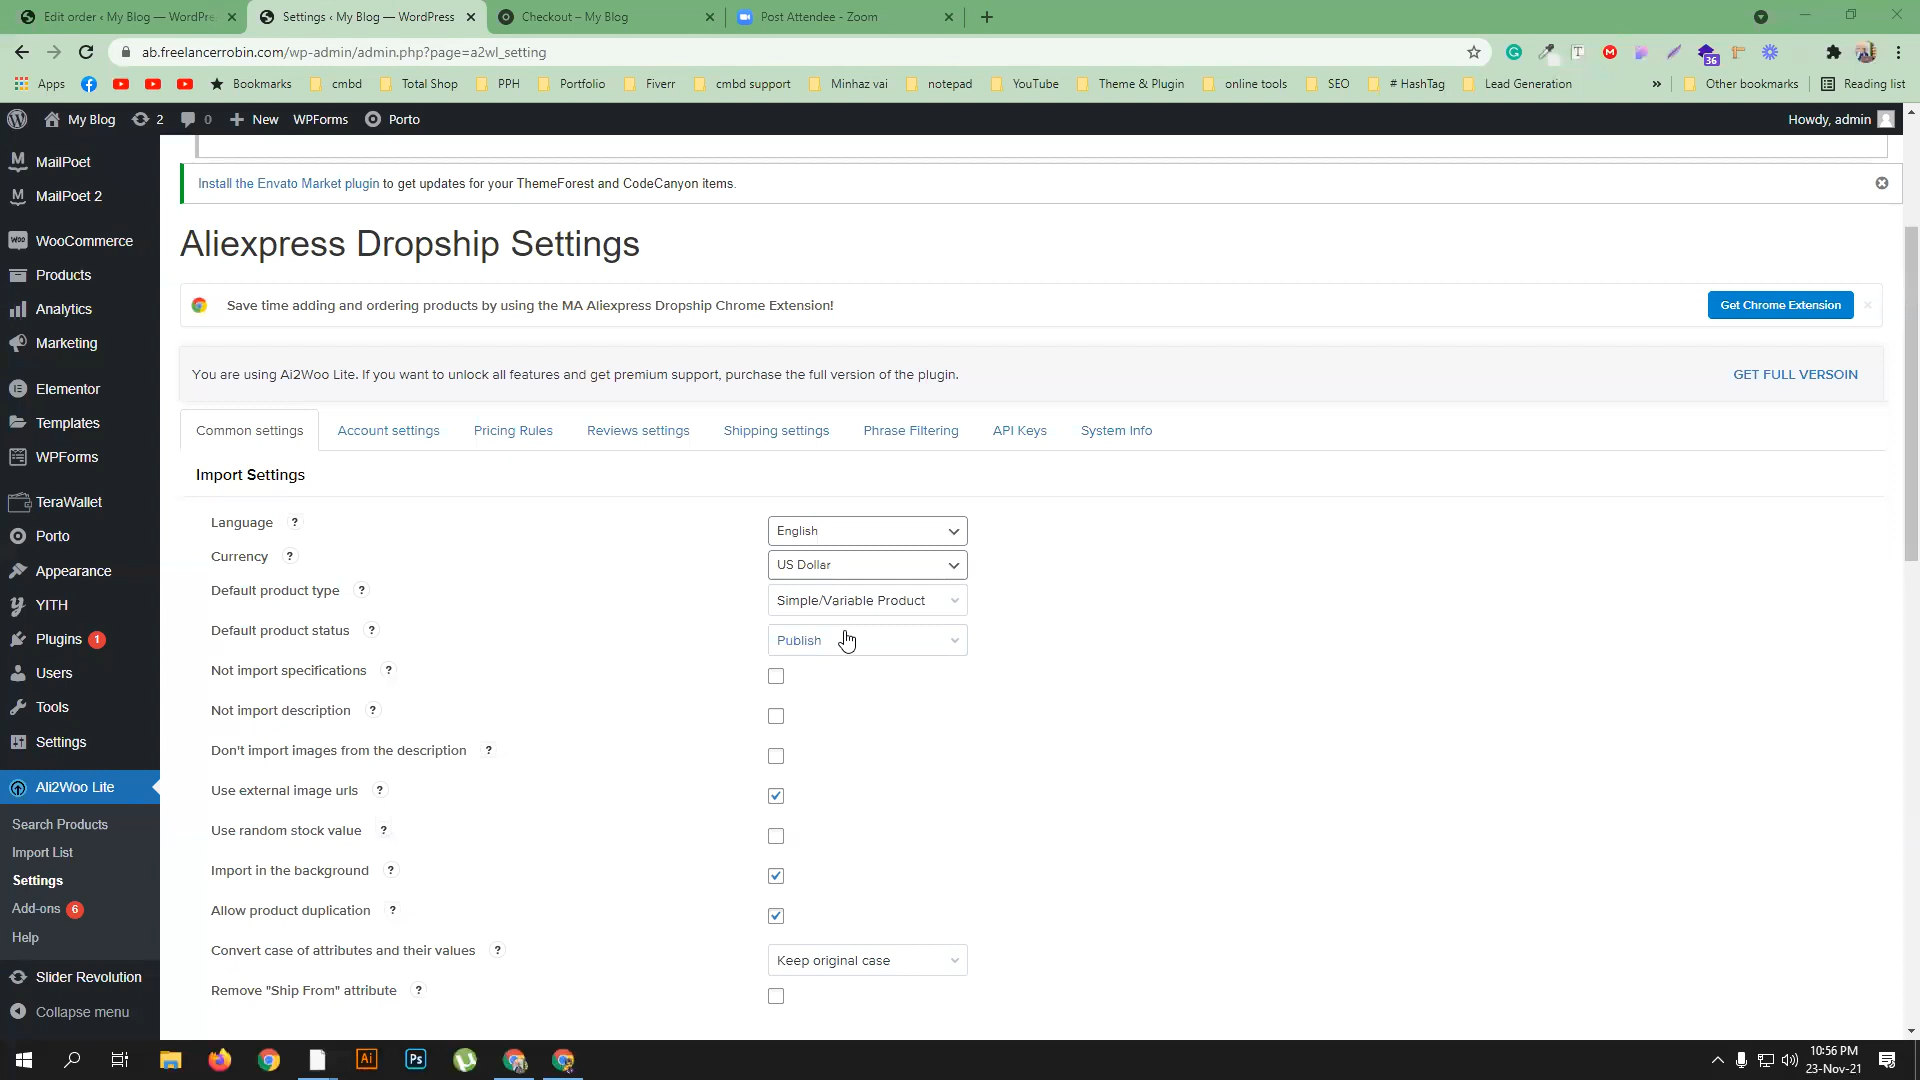 Edit order ‹ My Blog — WordPre
Settings ‹ My Blog — WordPress
Checkout – My Blog
Post Attendee - Zoom
ab.freelancerrobin.com/wp-admin/admin.php?page=a2wl_setting
36
Apps
Bookmarks
cmbd
Total Shop
PPH
Portfolio
Fiverr
cmbd support
Minhaz vai
notepad
YouTube
Theme & Plugin
online tools
SEO
# HashTag
Lead Generation
»
Other bookmarks
Reading list
My Blog
2
0
New
WPForms
Porto
Howdy, admin
MailPoet
MailPoet 2
WooCommerce
Products
Analytics
Marketing
Elementor
Templates
WPForms
TeraWallet
Porto
Appearance
YITH
Plugins 1
Users
Tools
Settings
Ali2Woo Lite
Search Products
Import List
Settings
Add-ons 6
Help
Slider Revolution
Collapse menu
Install the Envato Market plugin to get updates for your ThemeForest and CodeCanyon items.
Aliexpress Dropship Settings
Save time adding and ordering products by using the MA Aliexpress Dropship Chrome Extension!
Get Chrome Extension
You are using Ai2Woo Lite. If you want to unlock all features and get premium support, purchase the full version of the plugin.
GET FULL VERSOIN
Common settings
Account settings
Pricing Rules
Reviews settings
Shipping settings
Phrase Filtering
API Keys
System Info
Import Settings
Language ?
English
Currency ?
US Dollar
Default product type ?
Simple/Variable Product
Default product status ?
Publish
Not import specifications ?
Not import description ?
Don't import images from the description ?
Use external image urls ?
Use random stock value ?
Import in the background ?
Allow product duplication ?
Convert case of attributes and their values ?
Keep original case
Remove "Ship From" attribute ?
Ai
Ps
10:56 PM
23-Nov-21